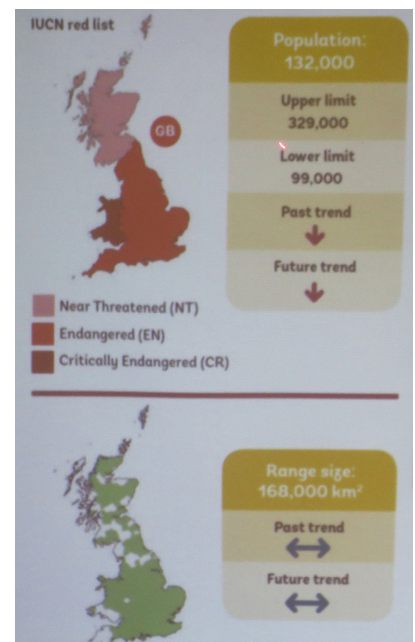 IUCN red list
GB
Near Threatened (NT)
Endangered (EN)
Critically Endangered (CR)
Population:
132,000
Upper limit
329,000
Lower limit
99,000
Past trend
Future trend
Range size:
168,000 km²
Past trend
Future trend